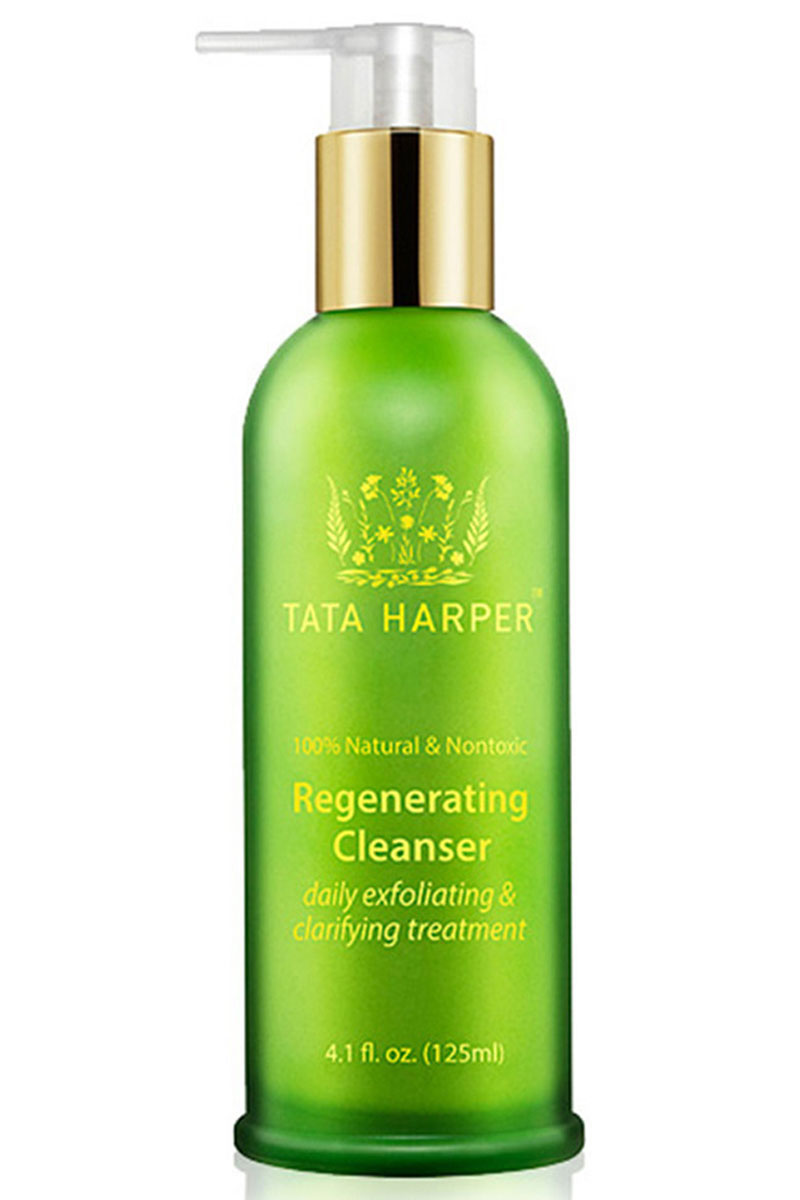 TATA HARPER™
100% Natural & Nontoxic
Regenerating
Cleanser
daily exfoliating &
clarifying treatment
4.1 fl. oz. (125ml)